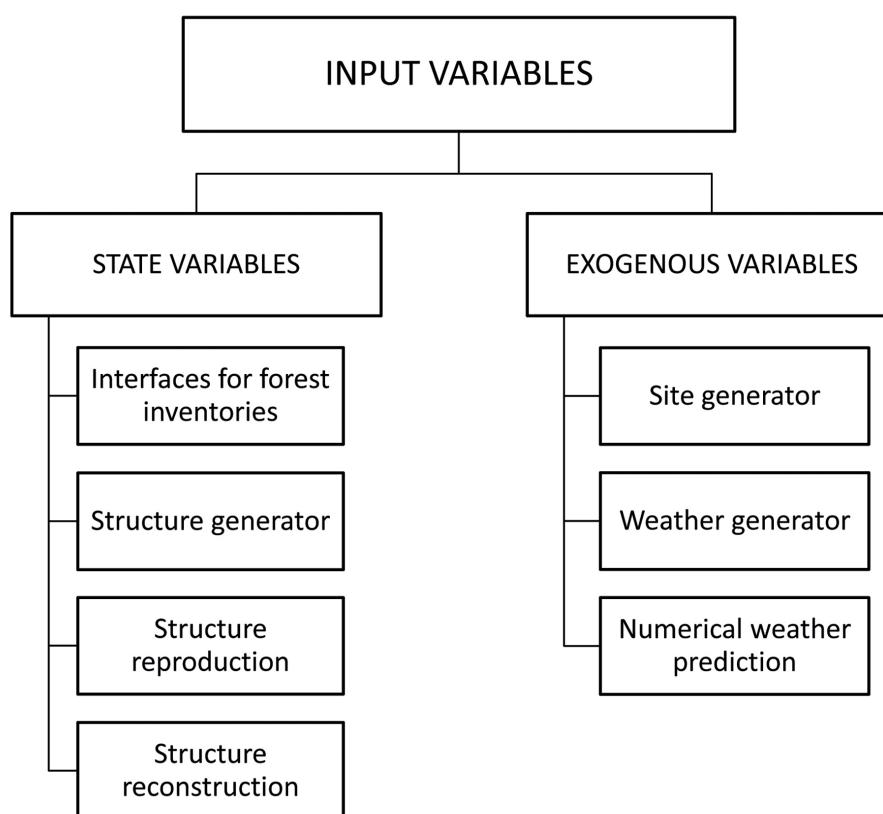 INPUT VARIABLES
STATE VARIABLES
Interfaces for forest
inventories
Structure generator
Structure
reproduction
Structure
reconstruction
EXOGENOUS VARIABLES
Site generator
Weather generator
Numerical weather
prediction